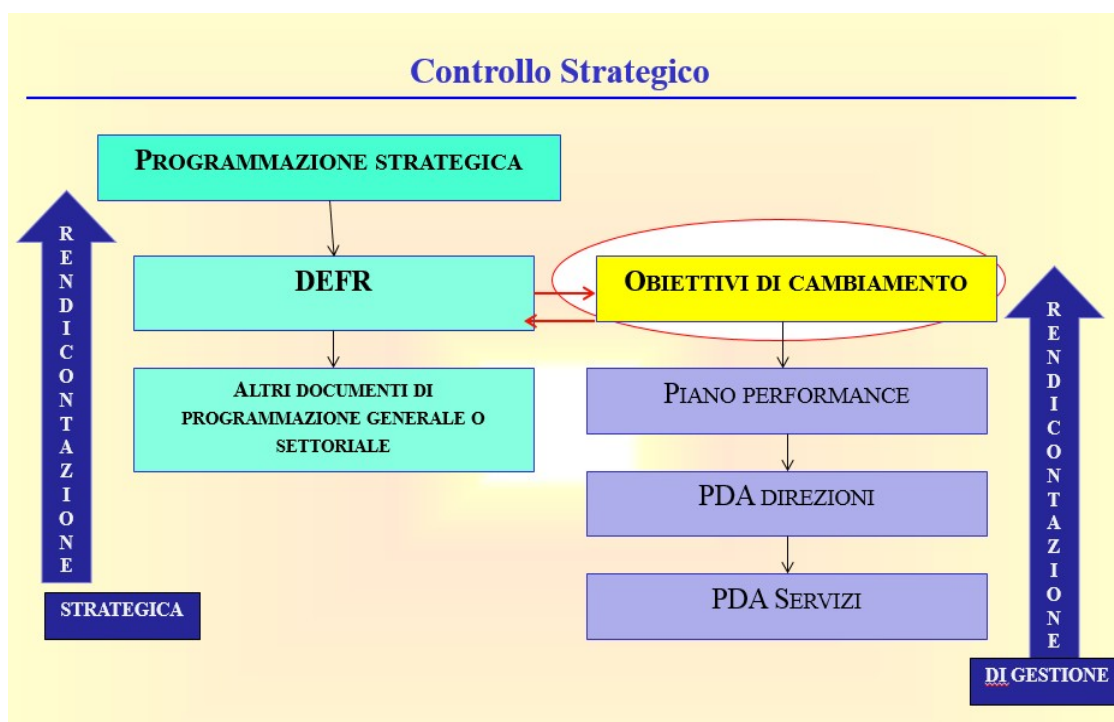 Controllo Strategico
PROGRAMMAZIONE STRATEGICA
DEFR
OBIETTIVI DI CAMBIAMENTO
ALTRI DOCUMENTI DI
PROGRAMMAZIONE GENERALE O
SETTORIALE
PIANO PERFORMANCE
PDA DIREZIONI
PDA SERVIZI
RENDICONTAZIONE
STRATEGICA
RENDICONTAZIONE
DI GESTIONE